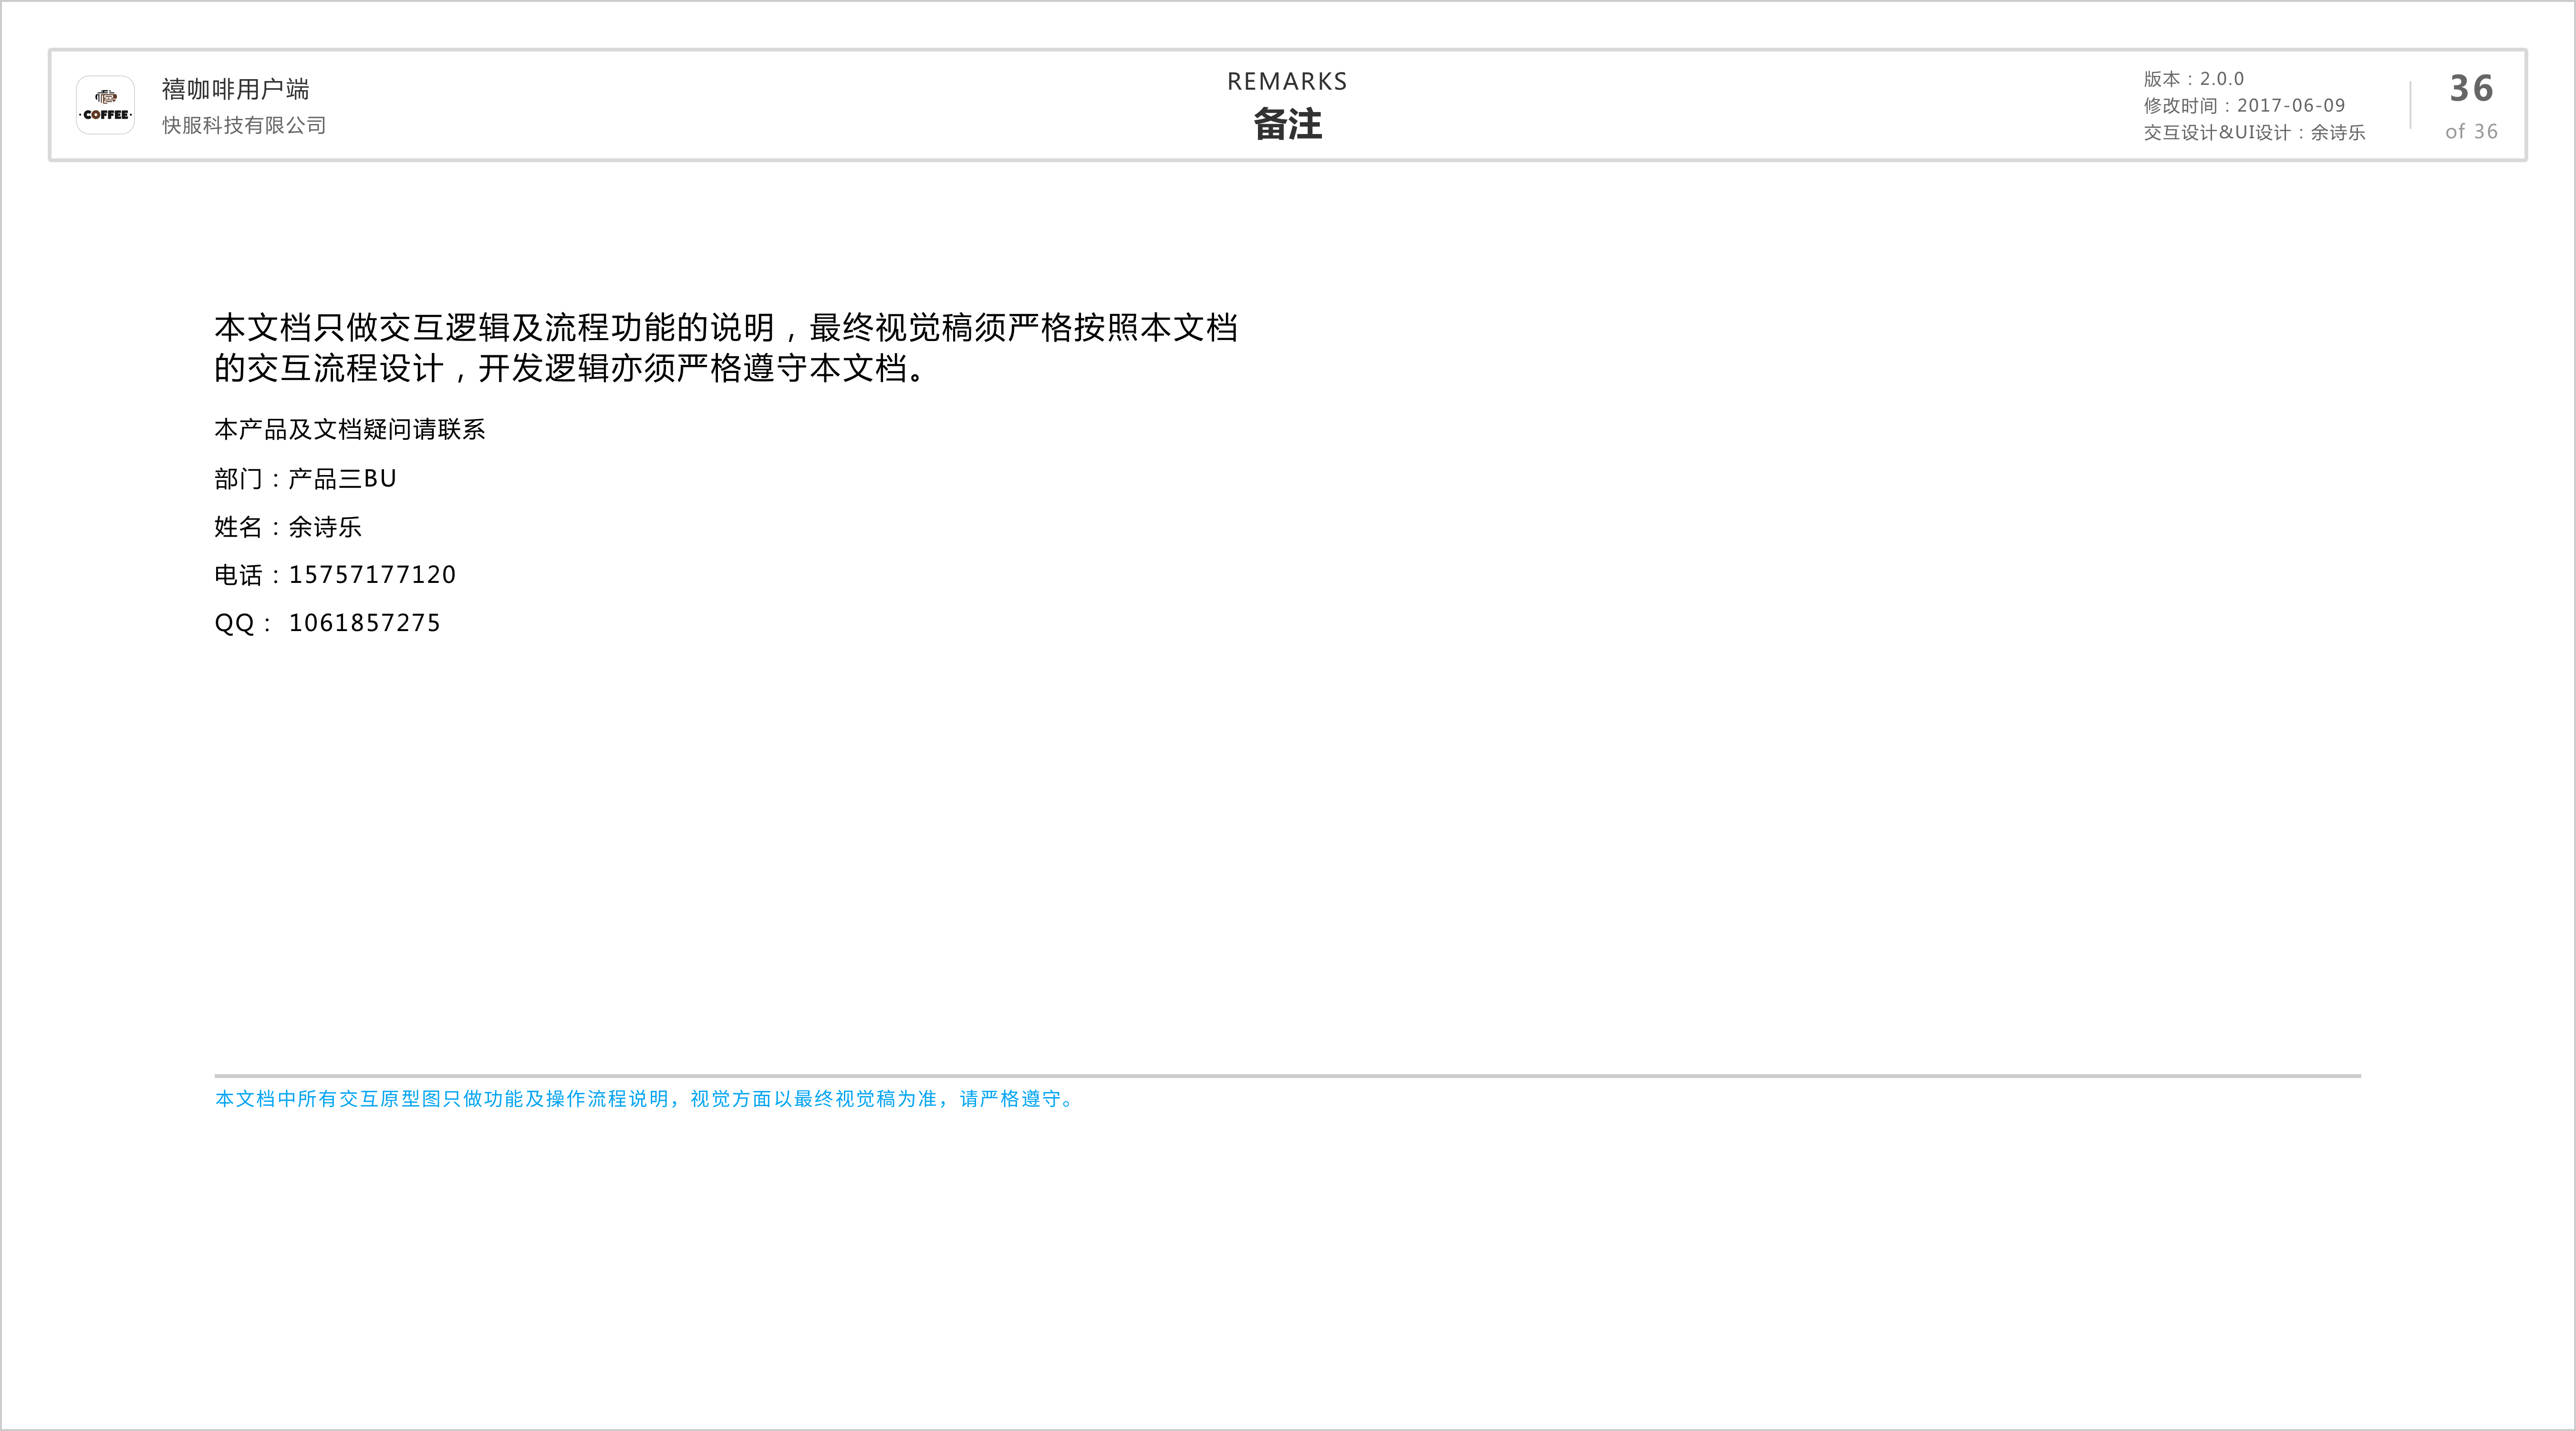 ·COFFEE·
禧咖啡用户端
快服科技有限公司
REMARKS
备注
版本：2.0.0
修改时间：2017-06-09
交互设计&UI设计：余诗乐
36
of 36
本文档只做交互逻辑及流程功能的说明，最终视觉稿须严格按照本文档
的交互流程设计，开发逻辑亦须严格遵守本文档。
本产品及文档疑问请联系
部门：产品三BU
姓名：余诗乐
电话：15757177120
QQ： 1061857275
本文档中所有交互原型图只做功能及操作流程说明，视觉方面以最终视觉稿为准，请严格遵守。